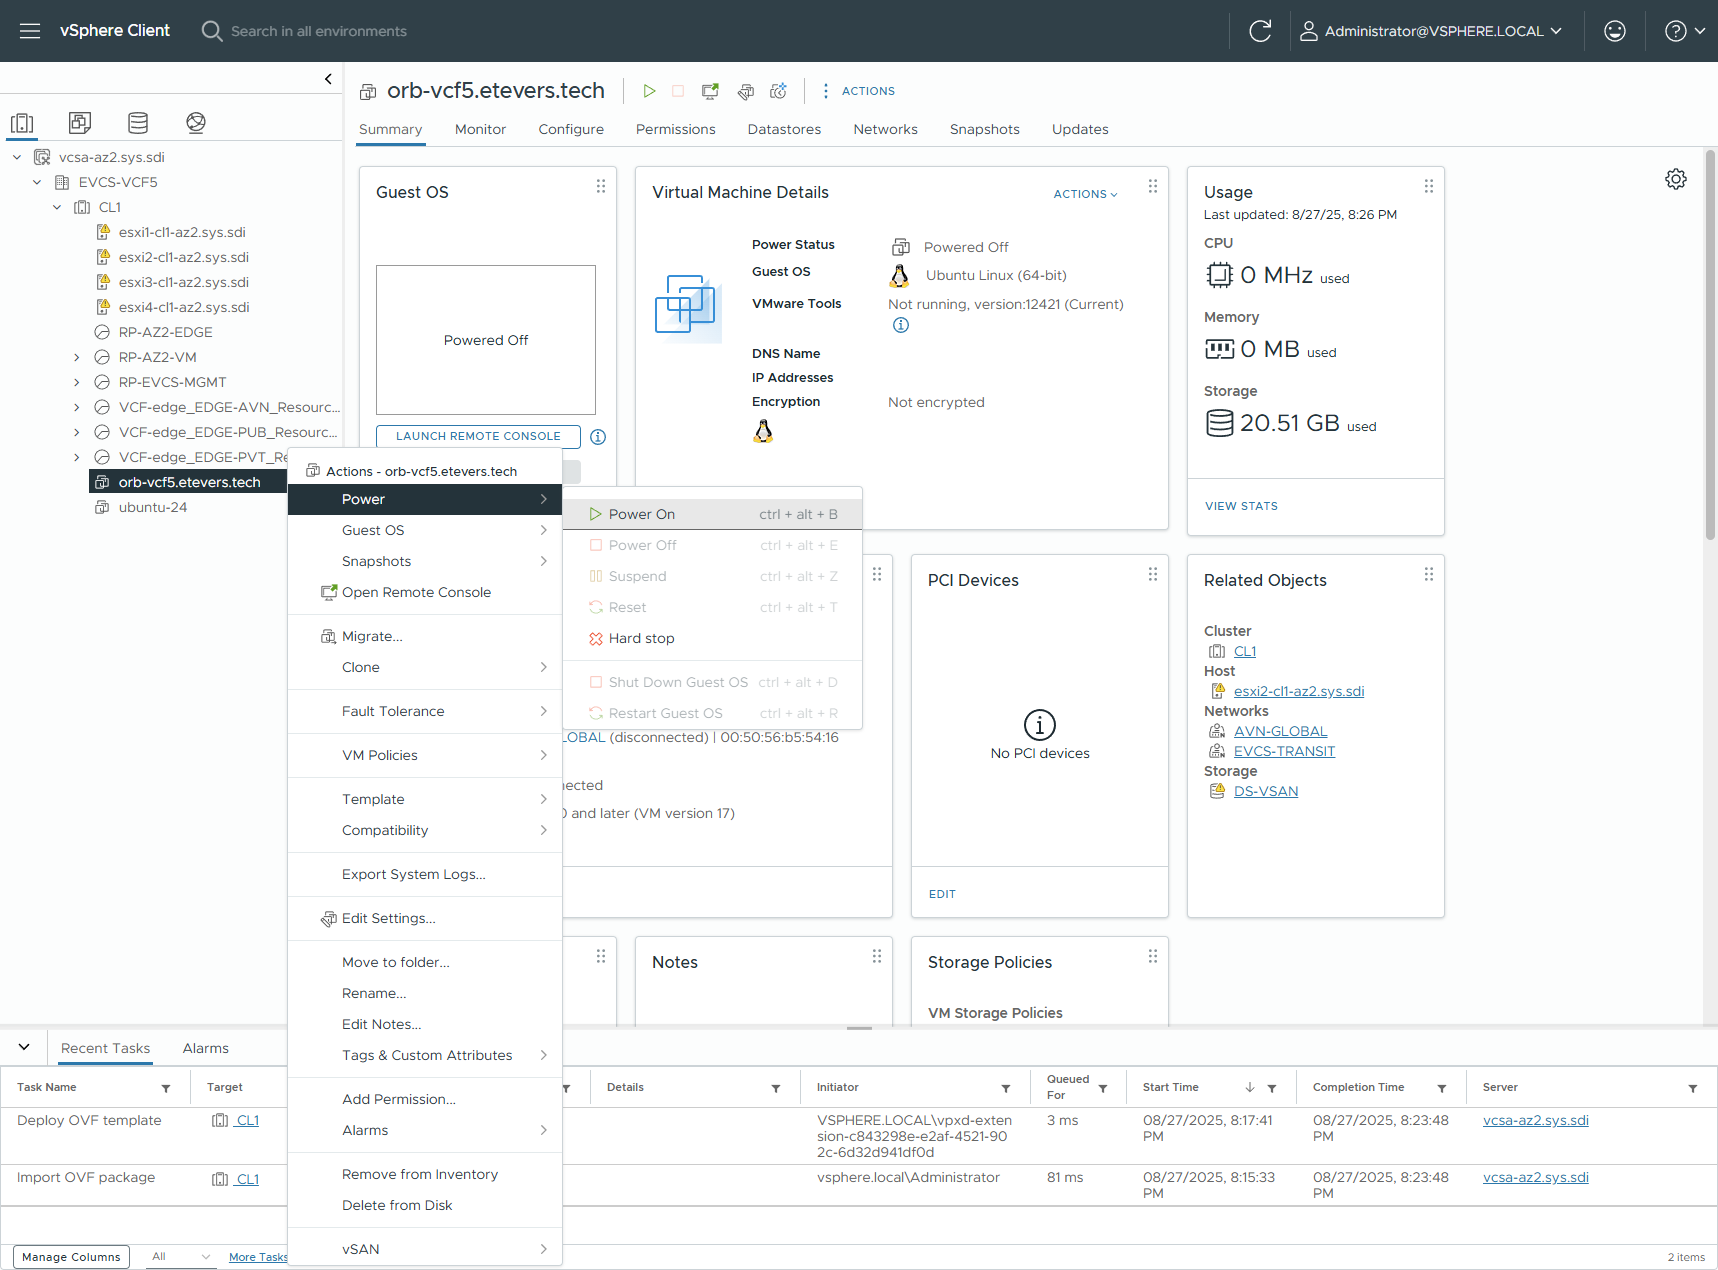 vSphere Client
Search in all environments
Administrator@VSPHERE.LOCAL
vcsa-az2.sys.sdi
EVCS-VCF5
CL1
esxi1-cl1-az2.sys.sdi
esxi2-cl1-az2.sys.sdi
esxi3-cl1-az2.sys.sdi
esxi4-cl1-az2.sys.sdi
RP-AZ2-EDGE
RP-AZ2-VM
RP-EVCS-MGMT
VCF-edge_EDGE-AVN_Resourc...
VCF-edge_EDGE-PUB_Resourc...
VCF-edge_EDGE-PVT_Re
orb-vcf5.etevers.tech
ubuntu-24
orb-vcf5.etevers.tech
ACTIONS
Summary
Monitor
Configure
Permissions
Datastores
Networks
Snapshots
Updates
Guest OS
Powered Off
LAUNCH REMOTE CONSOLE
Virtual Machine Details
ACTIONS
Power Status
Powered Off
Guest OS
Ubuntu Linux (64-bit)
VMware Tools
Not running, version:12421 (Current)
DNS Name
IP Addresses
Encryption
Not encrypted
Usage
Last updated: 8/27/25, 8:26 PM
CPU
0 MHz used
Memory
0 MB used
Storage
20.51 GB used
VIEW STATS
Actions - orb-vcf5.etevers.tech
Power
Guest OS
Snapshots
Open Remote Console
Migrate...
Clone
Fault Tolerance
VM Policies
Template
Compatibility
Export System Logs...
Edit Settings...
Move to folder...
Rename...
Edit Notes...
Tags & Custom Attributes
Add Permission...
Alarms
Remove from Inventory
Delete from Disk
vSAN
Power On ctrl + alt + B
Power Off ctrl + alt + E
Suspend ctrl + alt + Z
Reset ctrl + alt + T
Hard stop
Shut Down Guest OS ctrl + alt + D
Restart Guest OS ctrl + alt + R
LOBAL (disconnected) | 00:50:56:b5:54:16
nected
0 and later (VM version 17)
PCI Devices
No PCI devices
EDIT
Related Objects
Cluster
CL1
Host
esxi2-cl1-az2.sys.sdi
Networks
AVN-GLOBAL
EVCS-TRANSIT
Storage
DS-VSAN
Notes
Storage Policies
VM Storage Policies
Recent Tasks
Alarms
Task Name
Target
Details
Initiator
Queued
For
Start Time
Completion Time
Server
Deploy OVF template
CL1
VSPHERE.LOCAL\vpxd-exten
sion-c843298e-e2af-4521-90
2c-6d32d941df0d
3 ms
08/27/2025, 8:17:41
PM
08/27/2025, 8:23:48
PM
vcsa-az2.sys.sdi
Import OVF package
CL1
vsphere.local\Administrator
81 ms
08/27/2025, 8:15:33
PM
08/27/2025, 8:23:48
PM
vcsa-az2.sys.sdi
Manage Columns
All
More Tasks
2 items